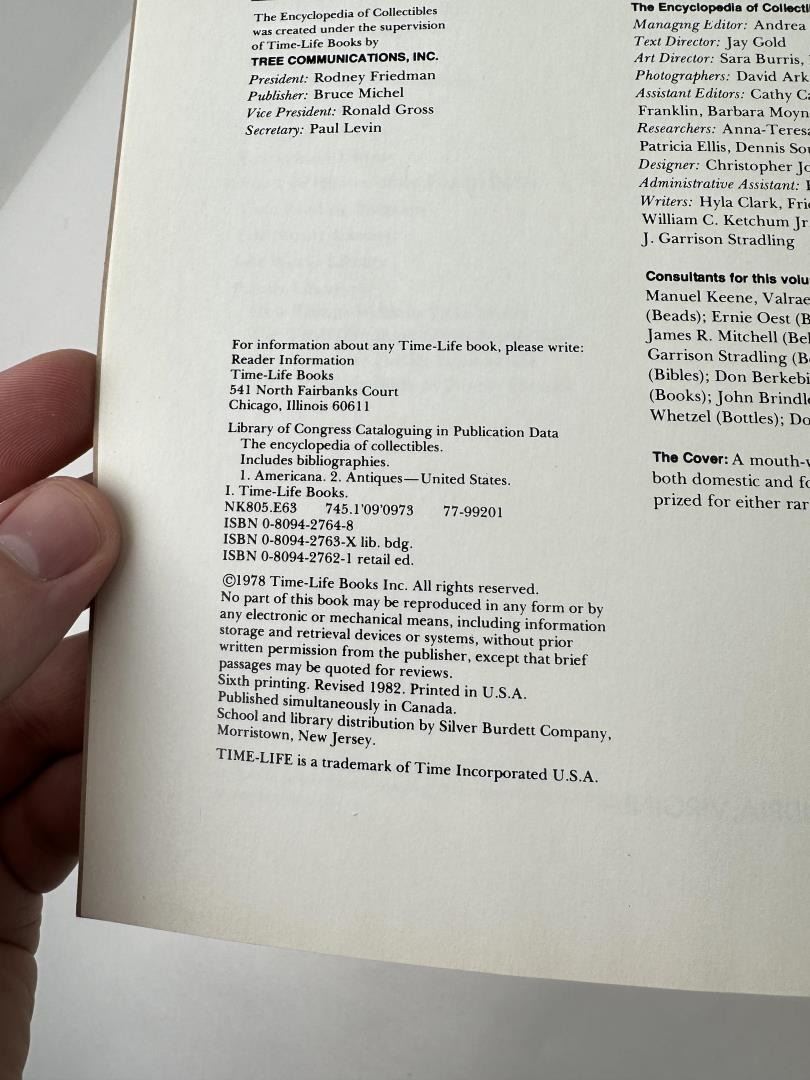 The Encyclopedia of Collectibles
was created under the supervision
of Time-Life Books by
TREE COMMUNICATIONS, INC.
President: Rodney Friedman
Publisher: Bruce Michel
Vice President: Ronald Gross
Secretary: Paul Levin
For information about any Time-Life book, please write:
Reader Information
Time-Life Books
541 North Fairbanks Court
Chicago, Illinois 60611
Library of Congress Cataloguing in Publication Data
The encyclopedia of collectibles.
Includes bibliographies.
1. Americana. 2. Antiques—United States.
I. Time-Life Books.
NK805.E63 745.1'09'0973 77-99201
ISBN 0-8094-2764-8
ISBN 0-8094-2763-X lib. bdg.
ISBN 0-8094-2762-1 retail ed.
©1978 Time-Life Books Inc. All rights reserved.
No part of this book may be reproduced in any form or by
any electronic or mechanical means, including information
storage and retrieval devices or systems, without prior
written permission from the publisher, except that brief
passages may be quoted for reviews.
Sixth printing. Revised 1982. Printed in U.S.A.
Published simultaneously in Canada.
School and library distribution by Silver Burdett Company,
Morristown, New Jersey.
TIME-LIFE is a trademark of Time Incorporated U.S.A.
The Encyclopedia of
Managing Editor: Andrea
Text Director: Jay Gold
Art Director: Sara Burris,
Photographers: David
Assistant Editors: Cathy
Franklin, Barbara
Researchers:
Patricia Ellis, Dennis
Designer: Christopher
Administrative Assistant:
Writers: Hyla Clark,
William C. Ketchum Jr
J. Garrison Stradling
Consultants for this
Manuel Keene,
(Beads); Ernie Oest
James R. Mitchell
Garrison Stradling
(Bibles); Don
(Books); John
Whetzel (Bottles);
The Cover: A
both domestic and
prized for either